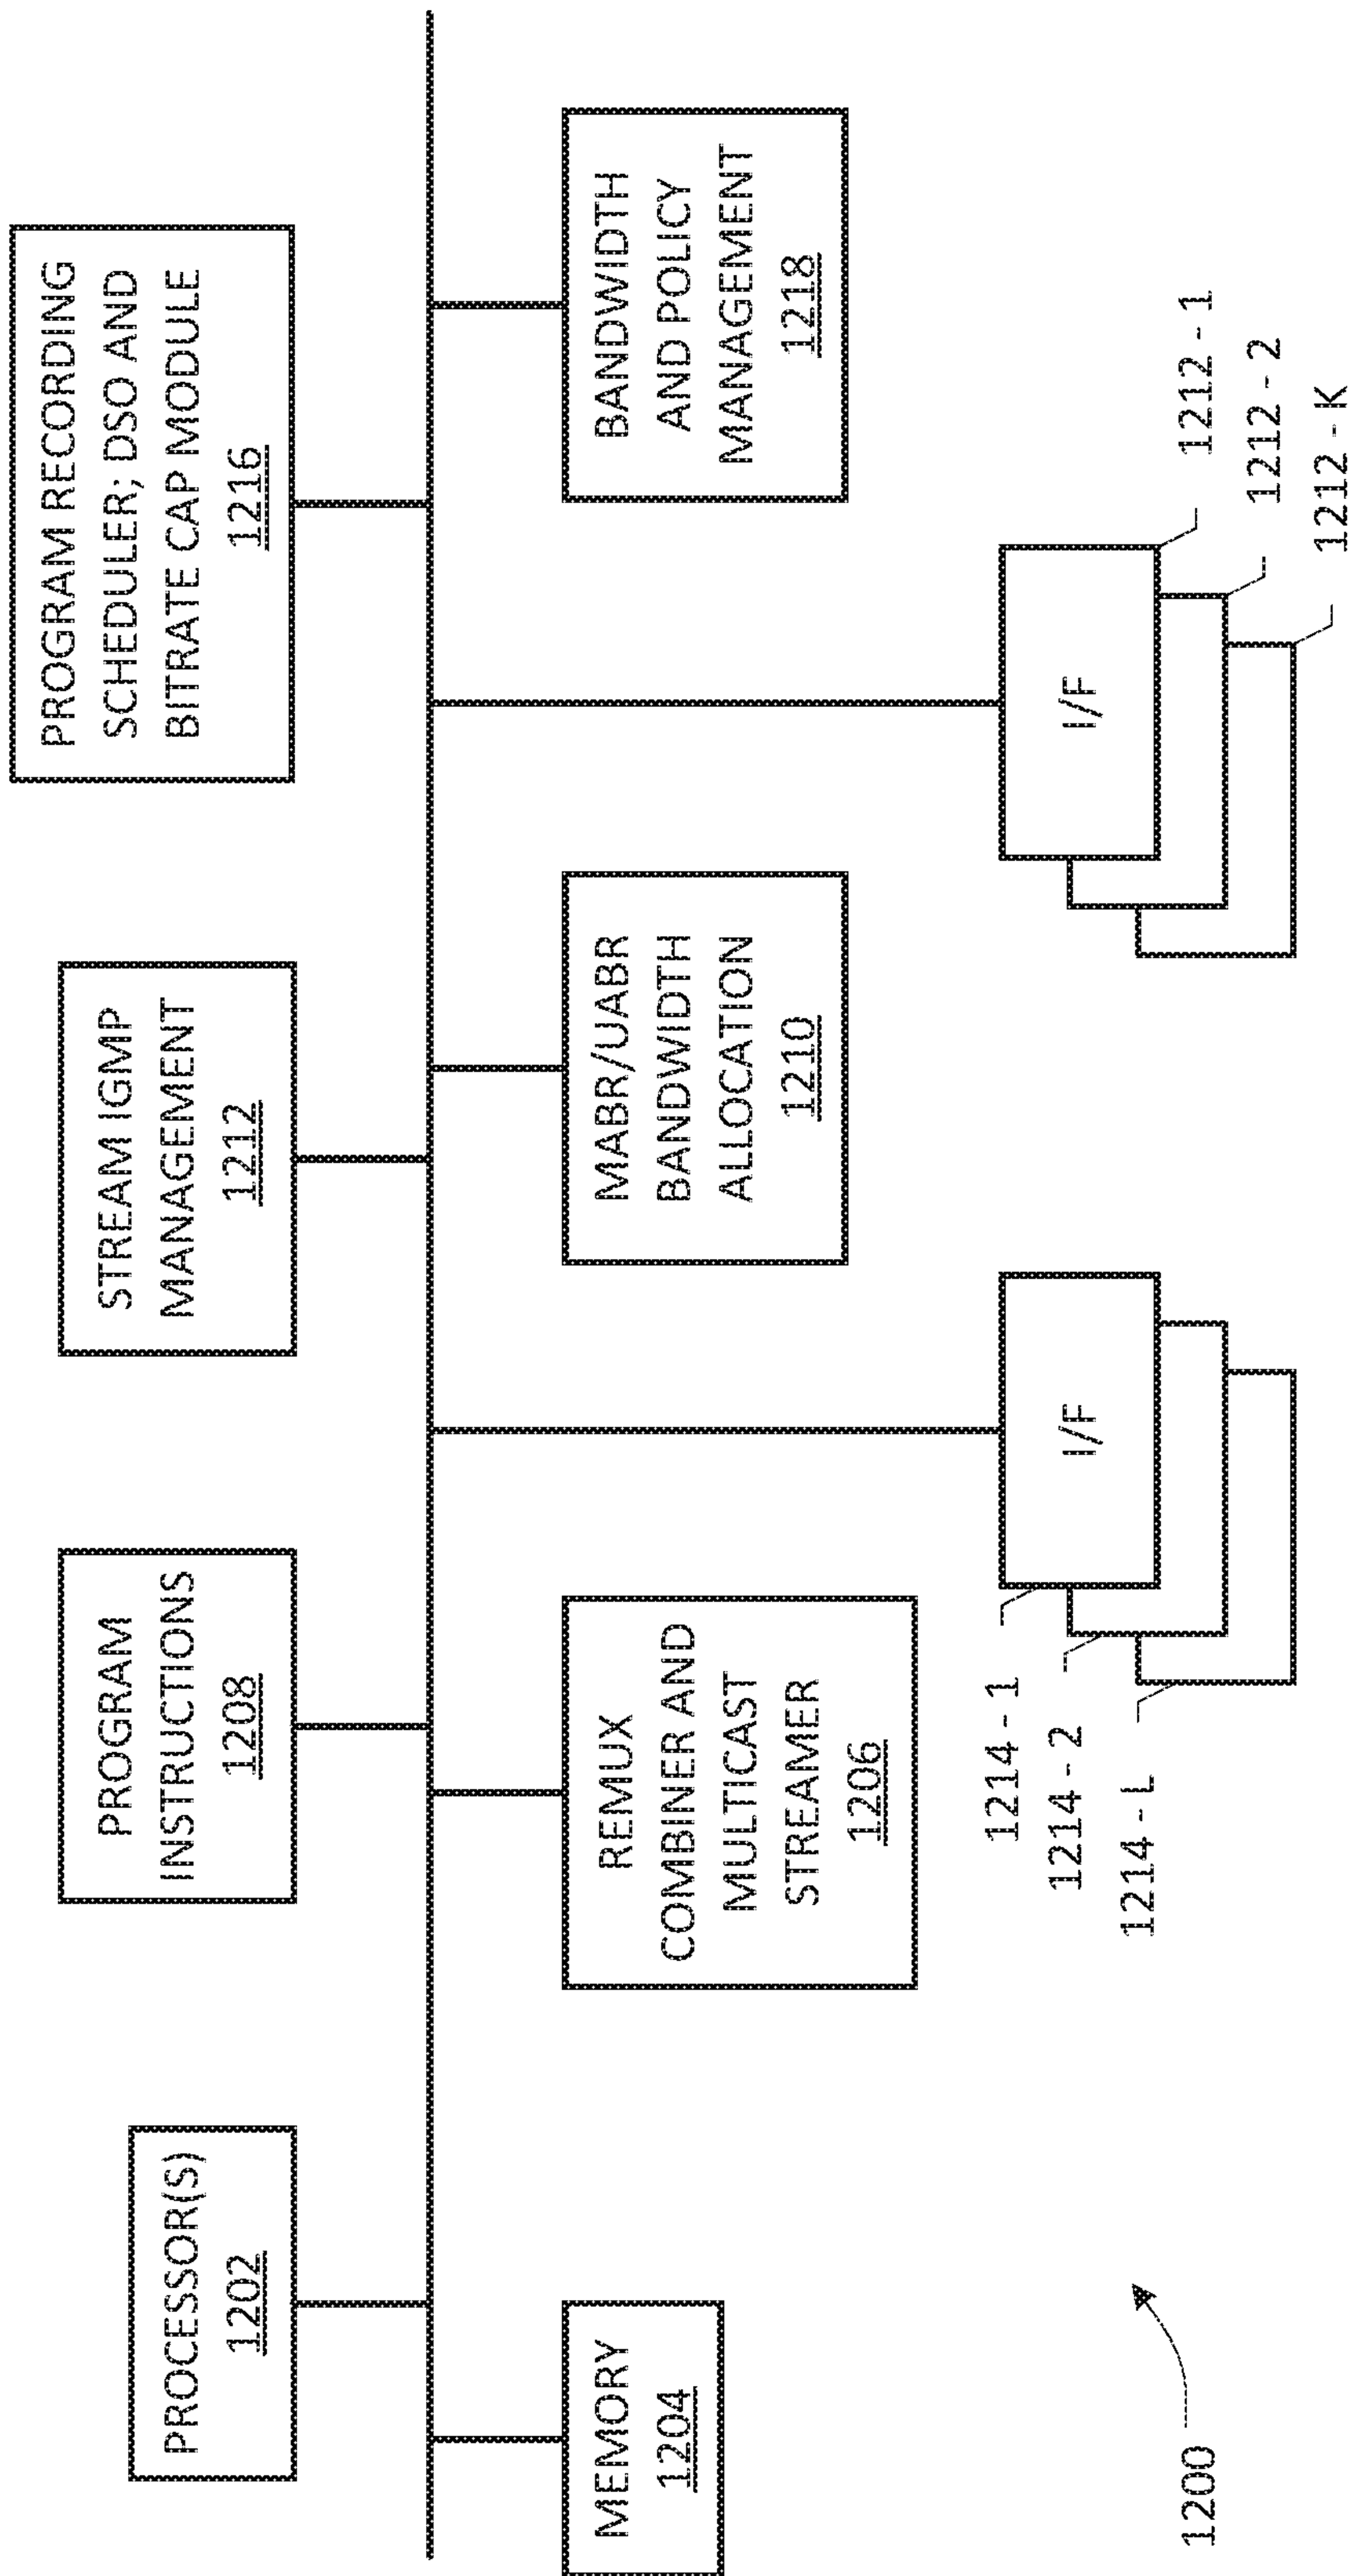 PROCESSOR(S)
1202
PROGRAM
INSTRUCTIONS
1208
STREAM IGMP
MANAGEMENT
1212
PROGRAM RECORDING
SCHEDULER; DSO AND
BITRATE CAP MODULE
1216
MEMORY
1204
REMUX
COMBINER AND
MULTICAST
STREAMER
1206
MABR/UABR
BANDWIDTH
ALLOCATION
1210
BANDWIDTH
AND POLICY
MANAGEMENT
1218
I/F
1214 - 1
1214 - 2
1214 - L
I/F
1212 - 1
1212 - 2
1212 - K
1200